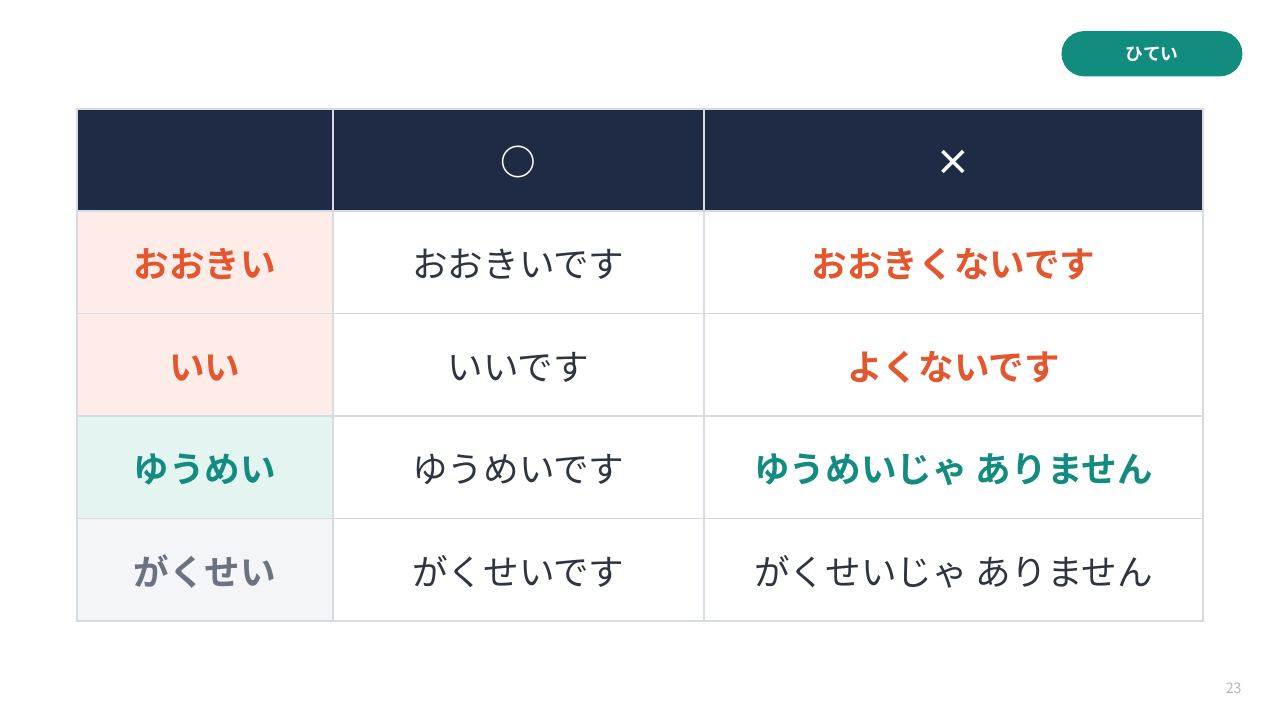 ひてい
〇 ×
おおきい おおきいです おおきくないです
いい いいです よくないです
ゆうめい ゆうめいです ゆうめいじゃ ありません
がくせい がくせいです がくせいじゃ ありません
23